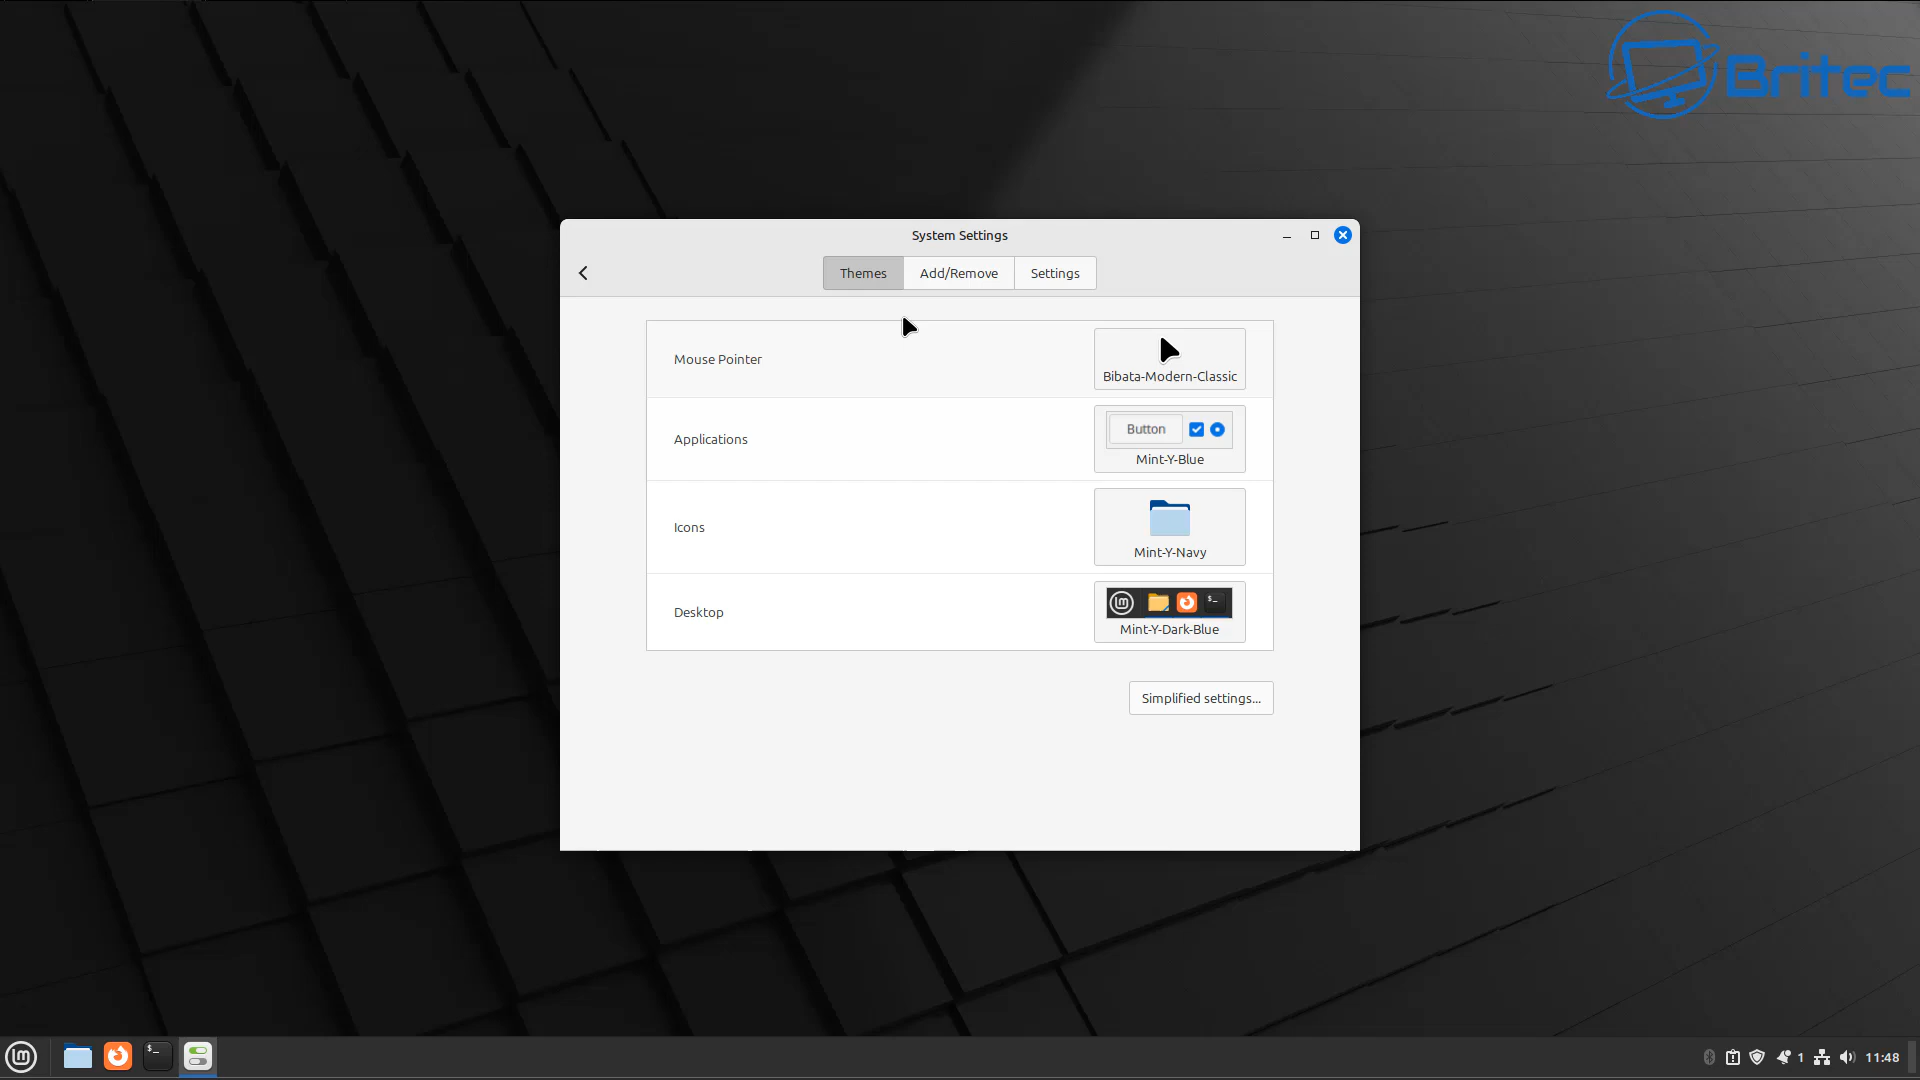 Britec
System Settings
Themes
Add/Remove
Settings
Mouse Pointer
Bibata-Modern-Classic
Applications
Button
Mint-Y-Blue
Icons
Mint-Y-Navy
Desktop
$_
Mint-Y-Dark-Blue
Simplified settings...
$_
1
11:48